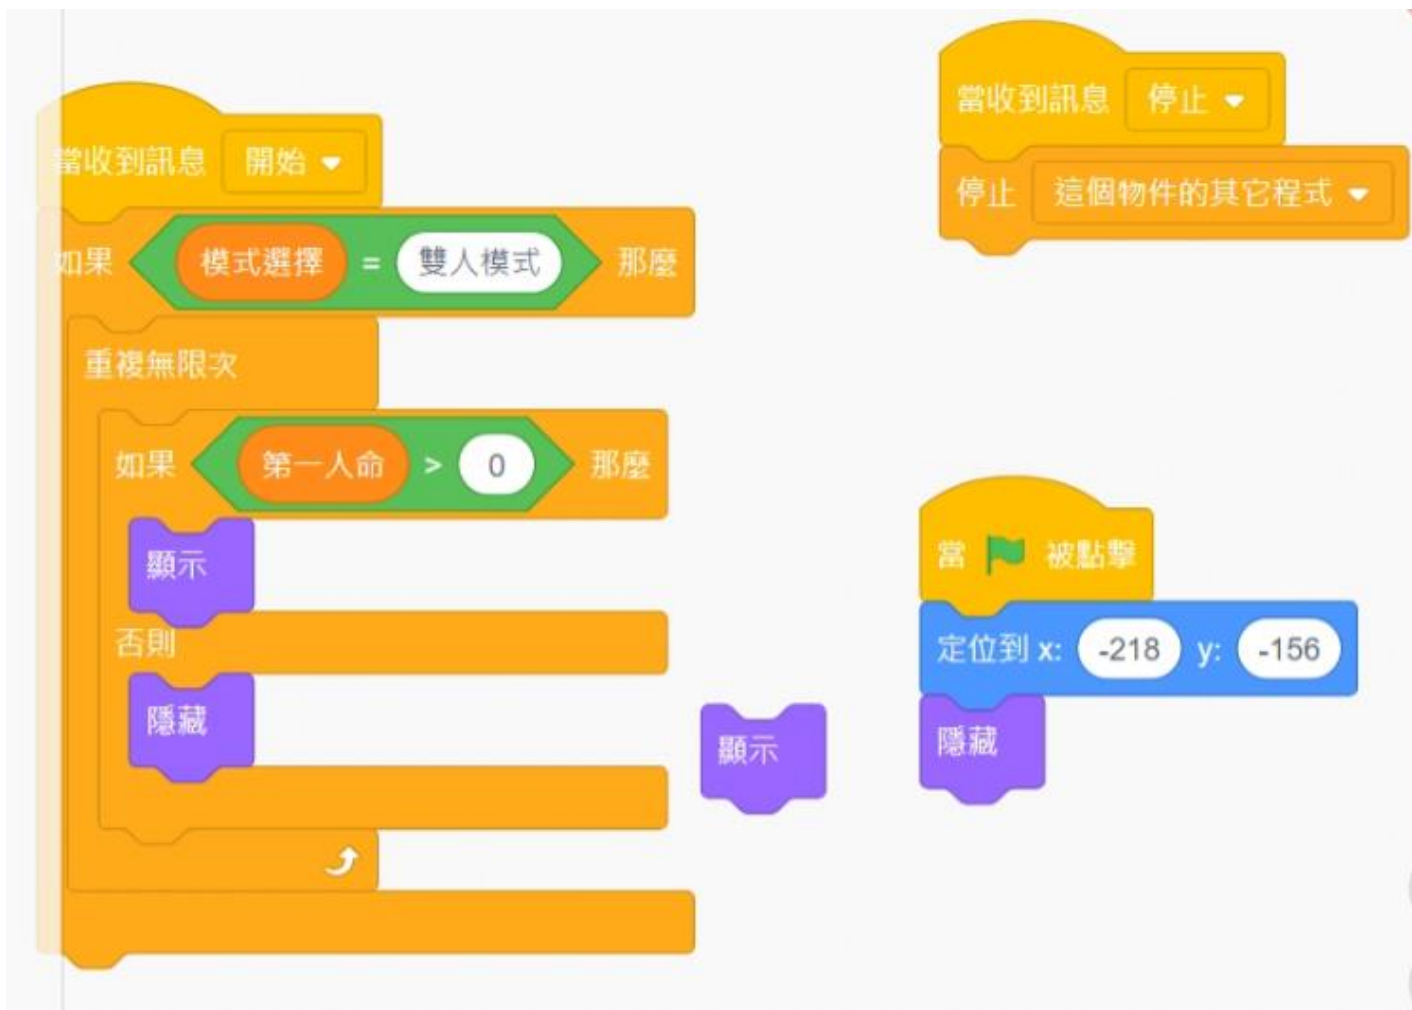 當收到訊息 開始
如果 模式選擇 = 雙人模式 那麼
重複無限次
如果 第一人命 > 0 那麼
顯示
否則
隱藏
顯示
當收到訊息 停止
停止 這個物件的其它程式
當 被點擊
定位到 x: -218 y: -156
隱藏